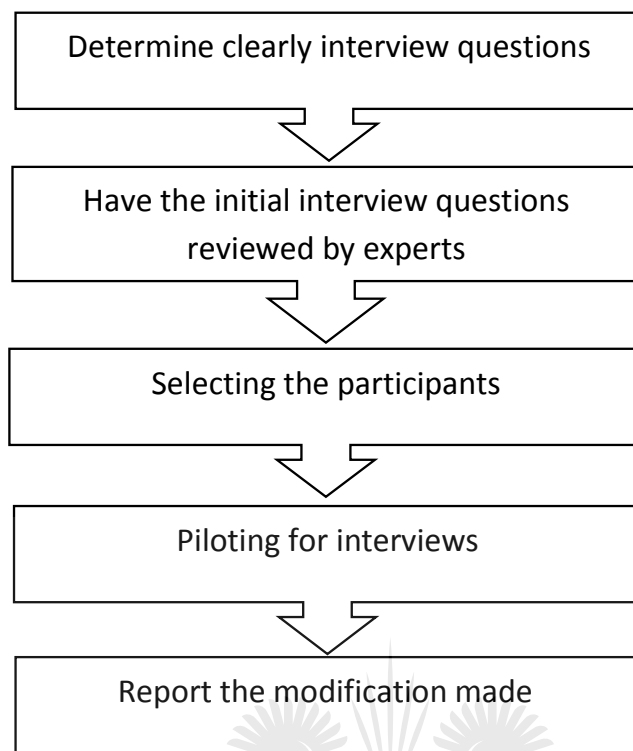 Determine clearly interview questions
Have the initial interview questions
reviewed by experts
Selecting the participants
Piloting for interviews
Report the modification made